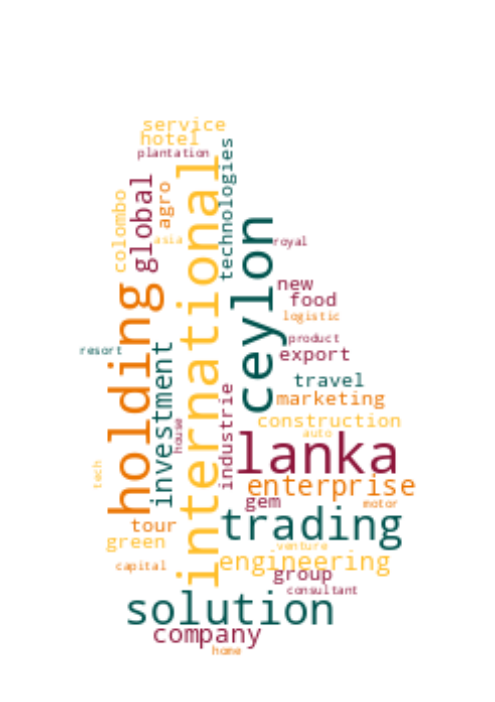 service
hotel
plantation
technologies
international
global
agro
colombo
asia
royal
ceylon
holding
new
food
logistic
product
export
resort
investment
house
industrie
travel
marketing
construction
auto
lanka
tech
enterprise
gem
motor
trading
tour
green
venture
engineering
capital
group
consultant
solution
company
home